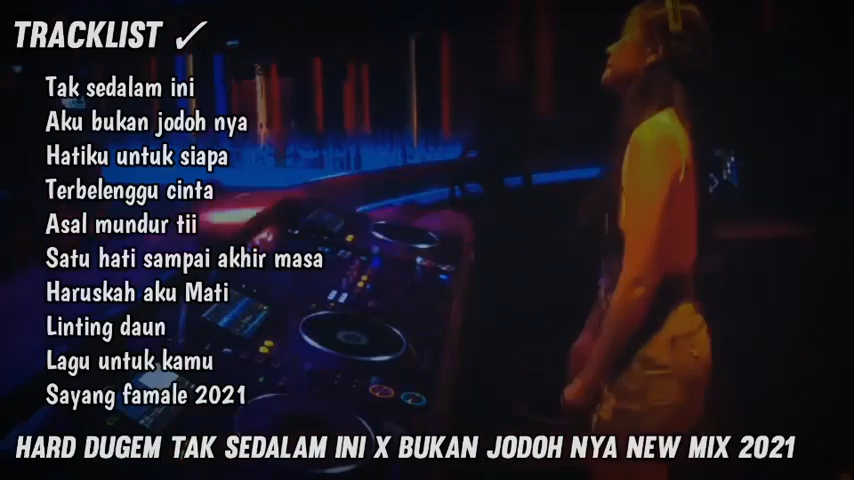 TRACKLIST ✓
Tak sedalam ini
Aku bukan jodoh nya
Hatiku untuk siapa
Terbelenggu cinta
Asal mundur tii
Satu hati sampai akhir masa
Haruskah aku Mati
Linting daun
Lagu untuk kamu
Sayang famale 2021
HARD DUGEM TAK SEDALAM INI X BUKAN JODOH NYA NEW MIX 2021